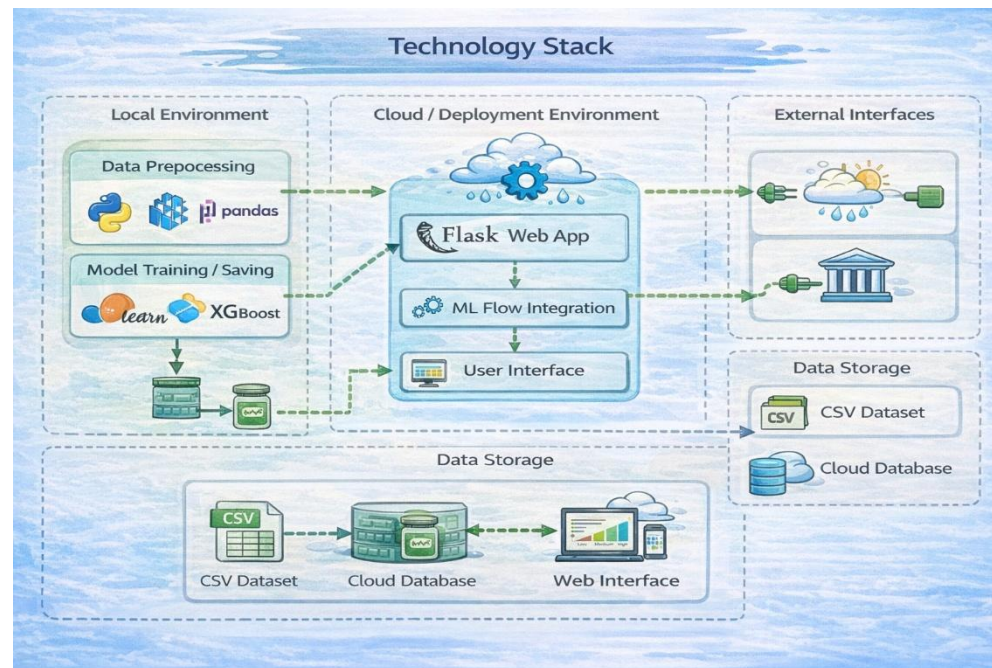 Technology Stack
Local Environment
Data Prepocessing
pandas
Model Training / Saving
learn
XGBoost
Cloud / Deployment Environment
Flask Web App
ML Flow Integration
User Interface
External Interfaces
Data Storage
CSV
CSV Dataset
Cloud Database
Data Storage
CSV
CSV Dataset
Cloud Database
Web Interface